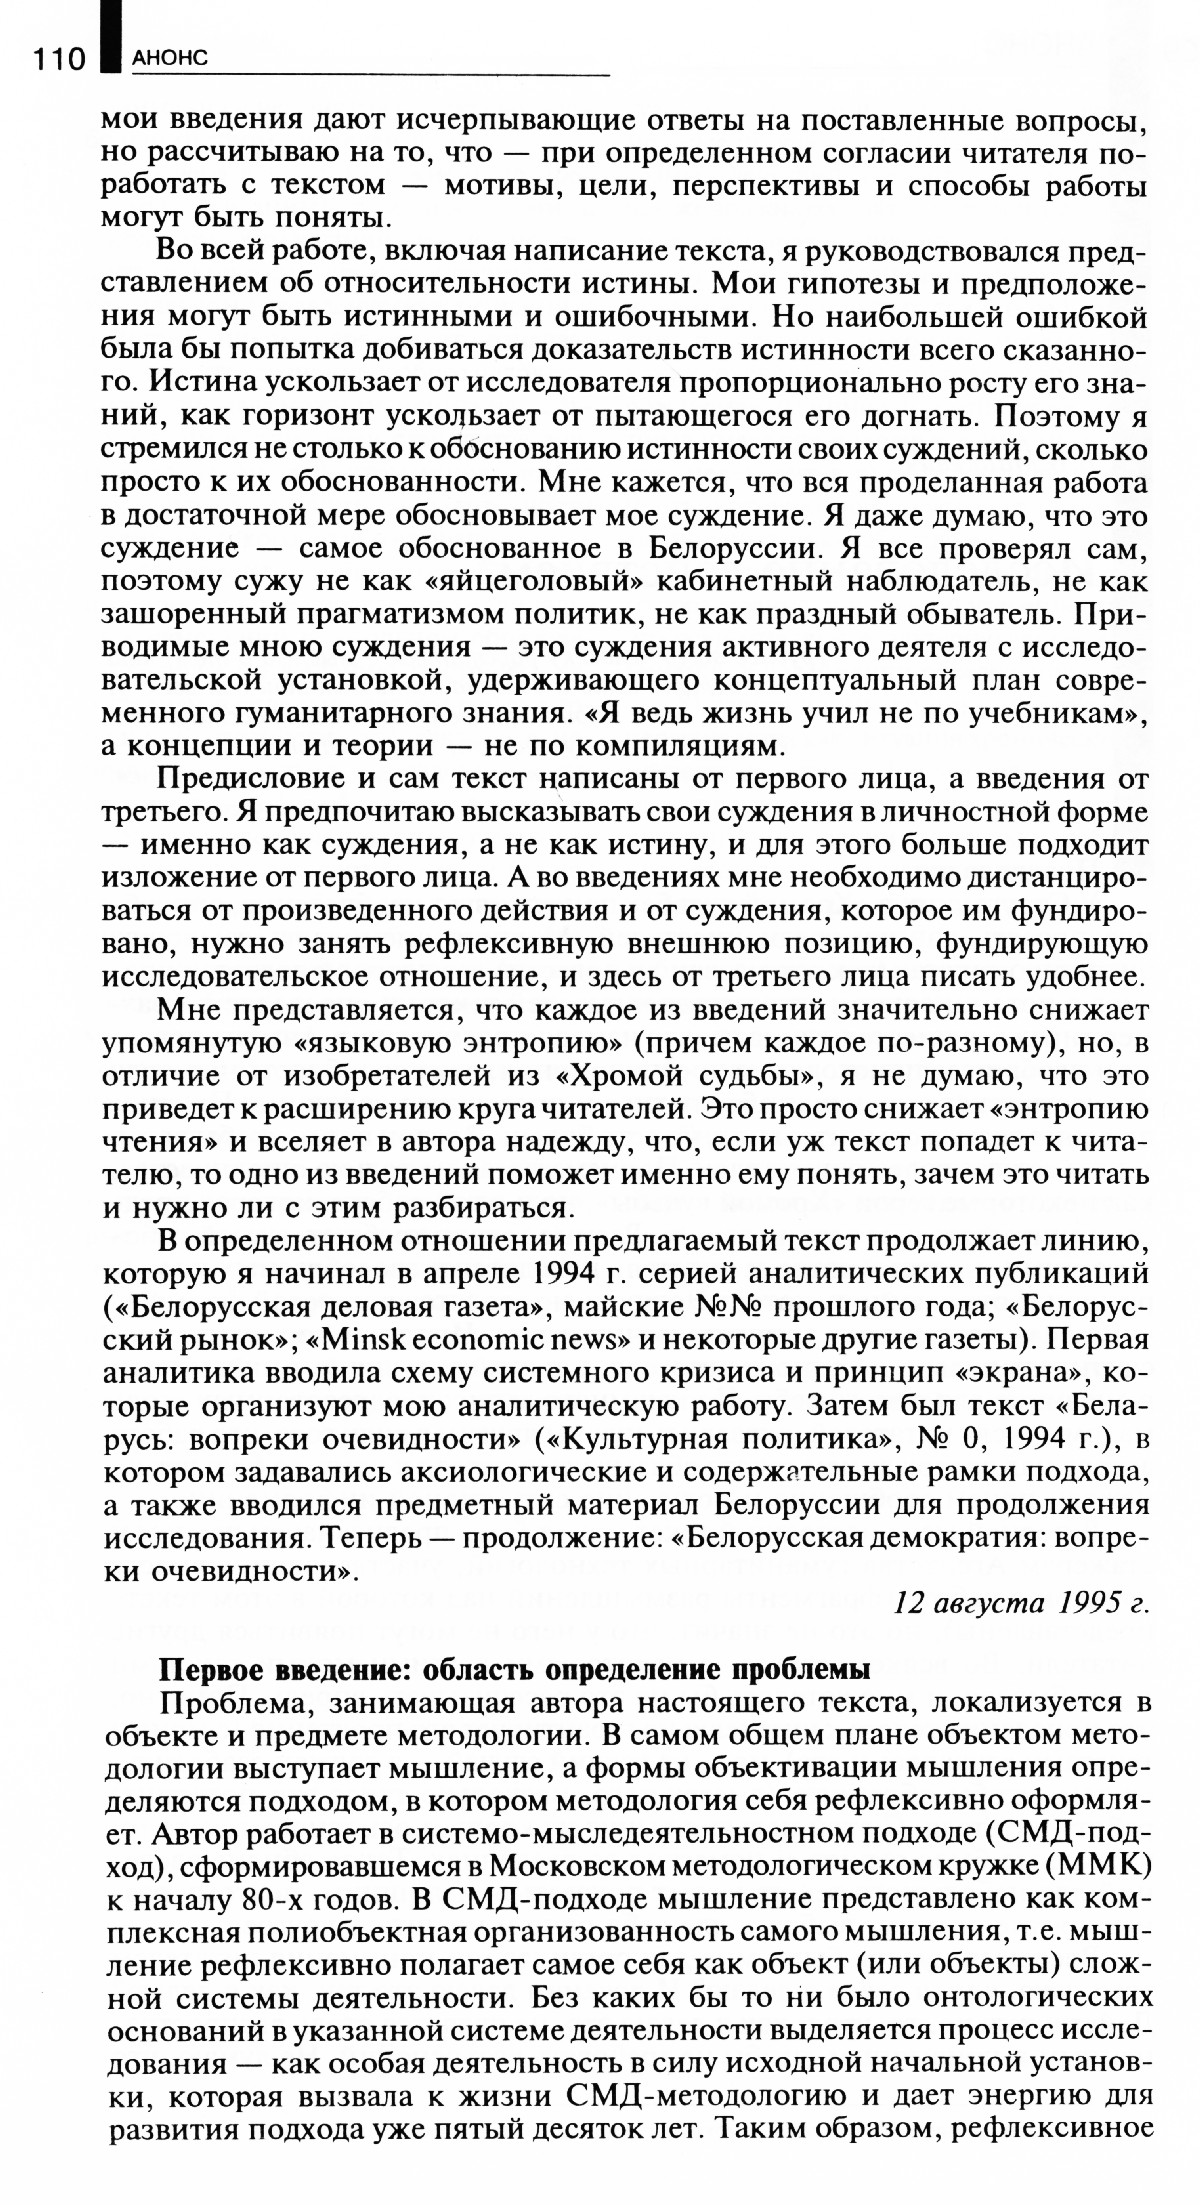 110
АНОНС
мои введения дают исчерпывающие ответы на поставленные вопросы,
но рассчитываю на то, что — при определенном согласии читателя по-
работать с текстом — мотивы, цели, перспективы и способы работы
могут быть поняты.
Во всей работе, включая написание текста, я руководствовался пред-
ставлением об относительности истины. Мои гипотезы и предположе-
ния могут быть истинными и ошибочными. Но наибольшей ошибкой
была бы попытка добиваться доказательств истинности всего сказанно-
го. Истина ускользает от исследователя пропорционально росту его зна-
ний, как горизонт ускользает от пытающегося его догнать. Поэтому я
стремился не столько к обоснованию истинности своих суждений, сколько
просто к их обоснованности. Мне кажется, что вся проделанная работа
в достаточной мере обосновывает мое суждение. Я даже думаю, что это
суждение — самое обоснованное в Белоруссии. Я все проверял сам,
поэтому сужу не как «яйцеголовый» кабинетный наблюдатель, не как
зашоренный прагматизмом политик, не как праздный обыватель. При-
водимые мною суждения — это суждения активного деятеля с исследо-
вательской установкой, удерживающего концептуальный план совре-
менного гуманитарного знания. «Я ведь жизнь учил не по учебникам»,
а концепции и теории — не по компиляциям.
Предисловие и сам текст написаны от первого лица, а введения от
третьего. Я предпочитаю высказывать свои суждения в личностной форме
— именно как суждения, а не как истину, и для этого больше подходит
изложение от первого лица. А во введениях мне необходимо дистанциро-
ваться от произведенного действия и от суждения, которое им фундиро-
вано, нужно занять рефлексивную внешнюю позицию, фундирующую
исследовательское отношение, и здесь от третьего лица писать удобнее.
Мне представляется, что каждое из введений значительно снижает
упомянутую «языковую энтропию» (причем каждое по-разному), но, в
отличие от изобретателей из «Хромой судьбы», я не думаю, что это
приведет к расширению круга читателей. Это просто снижает «энтропию
чтения» и вселяет в автора надежду, что, если уж текст попадет к чита-
телю, то одно из введений поможет именно ему понять, зачем это читать
и нужно ли с этим разбираться.
В определенном отношении предлагаемый текст продолжает линию,
которую я начинал в апреле 1994 г. серией аналитических публикаций
(«Белорусская деловая газета», майские №№ прошлого года; «Белорус-
ский рынок»; «Minsk economic news» и некоторые другие газеты). Первая
аналитика вводила схему системного кризиса и принцип «экрана», ко-
торые организуют мою аналитическую работу. Затем был текст «Бела-
русь: вопреки очевидности» («Культурная политика», № 0, 1994 г.), в
котором задавались аксиологические и содержательные рамки подхода,
а также вводился предметный материал Белоруссии для продолжения
исследования. Теперь — продолжение: «Белорусская демократия: вопре-
ки очевидности».
12 августа 1995 г.
Первое введение: область определение проблемы
Проблема, занимающая автора настоящего текста, локализуется в
объекте и предмете методологии. В самом общем плане объектом мето-
дологии выступает мышление, а формы объективации мышления опре-
деляются подходом, в котором методология себя рефлексивно оформля-
ет. Автор работает в системо-мыследеятельностном подходе (СМД-под-
ход), сформировавшемся в Московском методологическом кружке (ММК)
к началу 80-х годов. В СМД-подходе мышление представлено как ком-
плексная полиобъектная организованность самого мышления, т.е. мыш-
ление рефлексивно полагает самое себя как объект (или объекты) слож-
ной системы деятельности. Без каких бы то ни было онтологических
оснований в указанной системе деятельности выделяется процесс иссле-
дования — как особая деятельность в силу исходной начальной установ-
ки, которая вызвала к жизни СМД-методологию и дает энергию для
развития подхода уже пятый десяток лет. Таким образом, рефлексивное